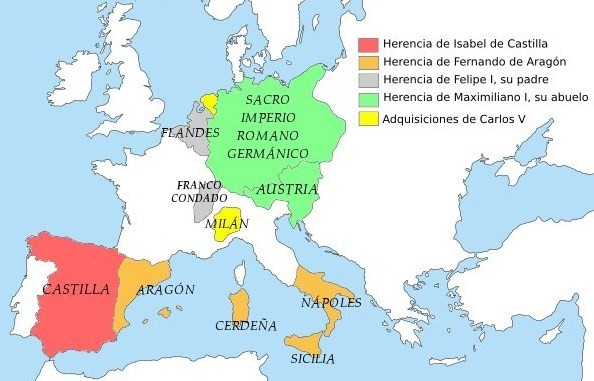 Herencia de Isabel de Castilla
Herencia de Fernando de Aragón
Herencia de Felipe I, su padre
Herencia de Maximiliano I, su abuelo
Adquisiciones de Carlos V
SACRO
IMPERIO
ROMANO
GERMÁNICO
FLANDES
FRANCO
CONDADO
AUSTRIA
MILÁN
CASTILLA
ARAGÓN
CERDEÑA
NÁPOLES
SICILIA